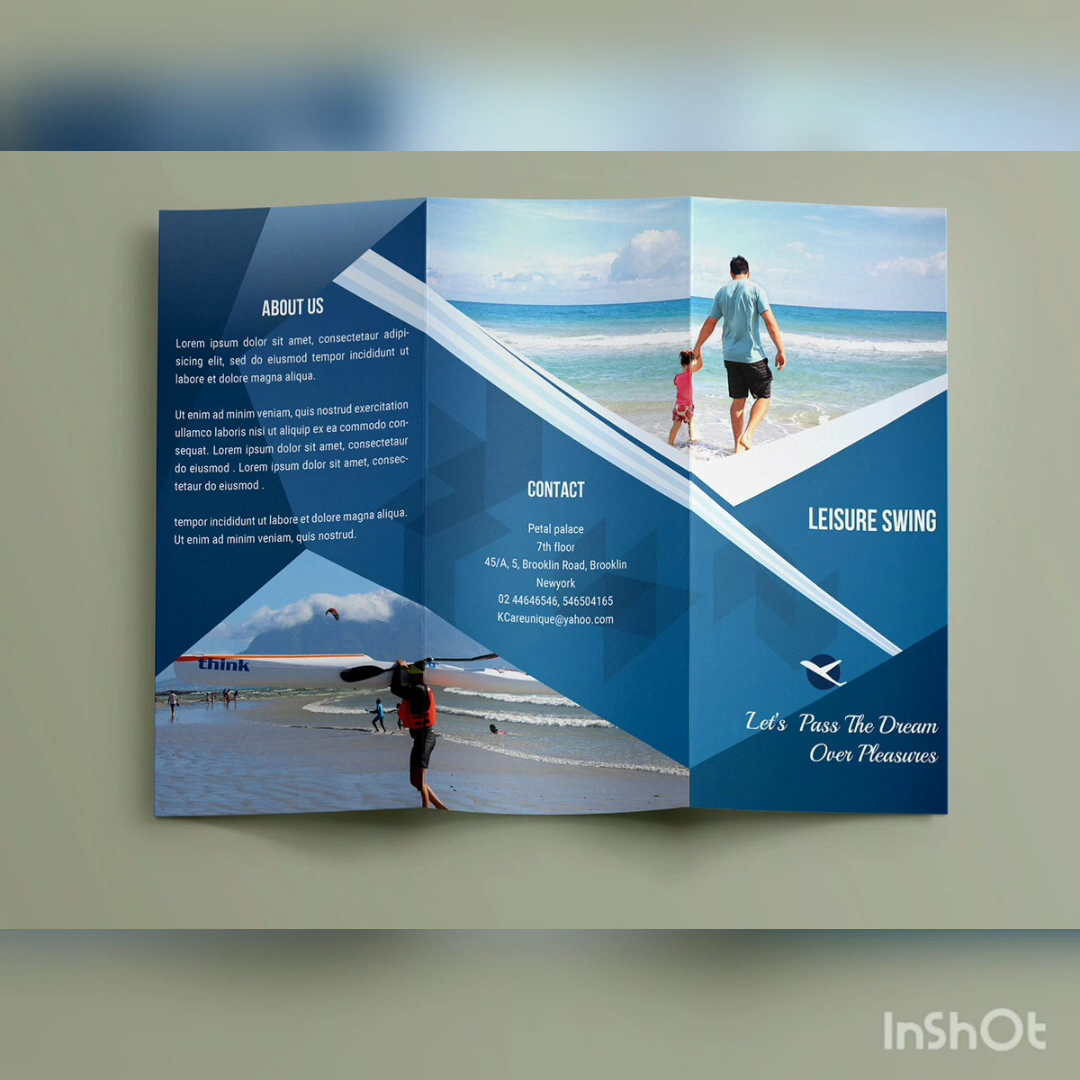 ABOUT US
Lorem ipsum dolor sit amet, consectetaur adipi-
sicing elit, sed do eiusmod tempor incididunt ut
labore et dolore magna aliqua.
Ut enim ad minim veniam, quis nostrud exercitation
ullamco laboris nisi ut aliquip ex ea commodo con-
sequat. Lorem ipsum dolor sit amet, consectetur
do eiusmod . Lorem ipsum dolor sit amet, consec-
tetaur do eiusmod .
tempor incididunt ut labore et dolore magna aliqua.
Ut enim ad minim veniam, quis nostrud.
think
CONTACT
Petal palace
7th floor
45/A, 5, Brooklin Road, Brooklin
Newyork
02 44646546, 546504165
KCareunique@yahoo.com
LEISURE SWING
Let's Pass The Dream
Over Pleasures
InShOt